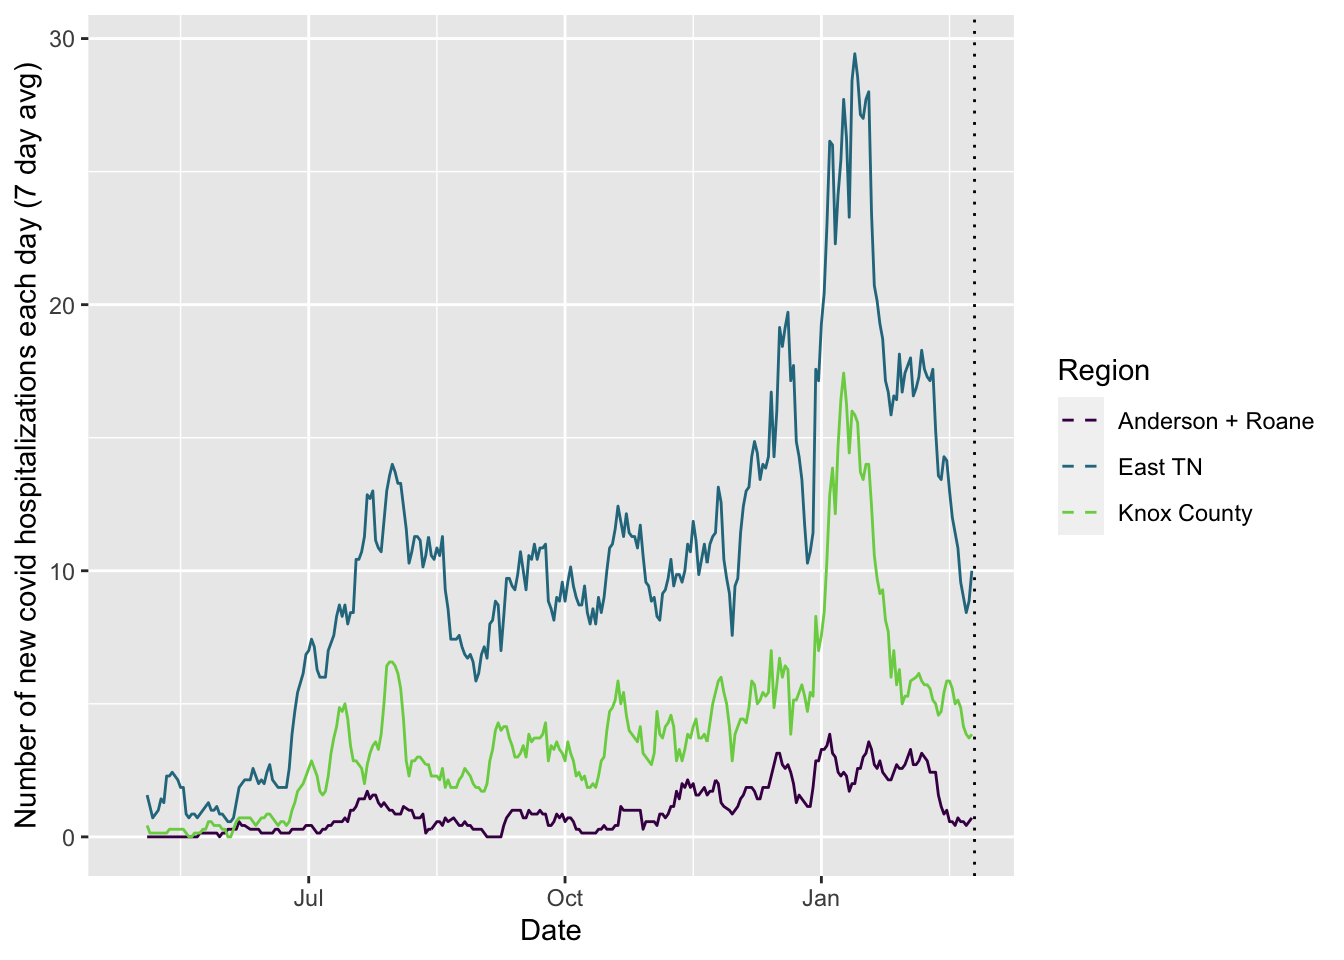 Number of new covid hospitalizations each day (7 day avg)
30
20
10
0
Jul
Oct
Jan
Date
Region
Anderson + Roane
East TN
Knox County